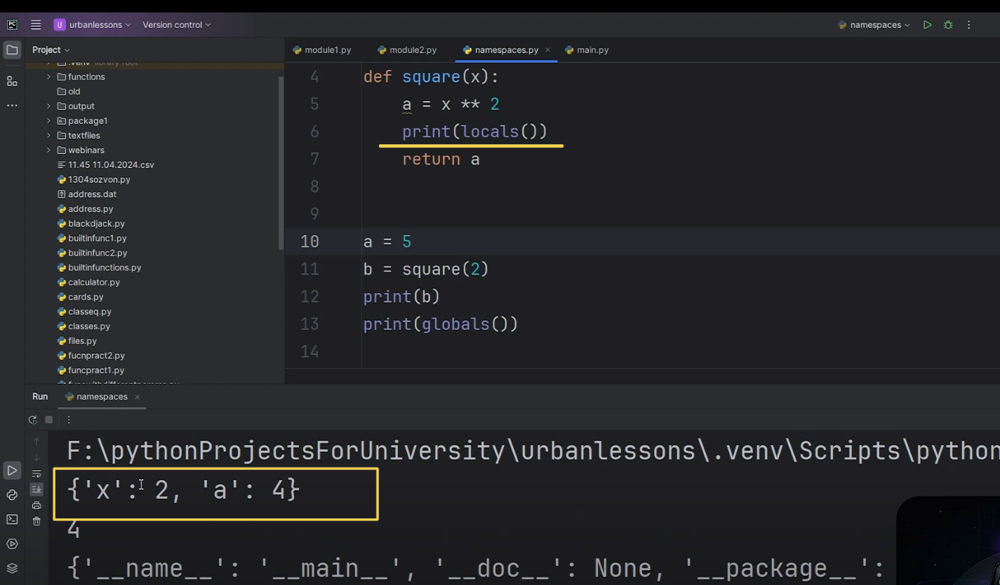 PC
U urbanlessons
Version control
namespaces
Project
module1.py
module2.py
namespaces.py
main.py
.venv library root
functions
old
output
package1
textfiles
webinars
11.45 11.04.2024.csv
1304sozvon.py
address.dat
address.py
blackdjack.py
builtinfunc1.py
builtinfunc2.py
builtinfunctions.py
calculator.py
cards.py
classeq.py
classes.py
files.py
fucnpract2.py
funcpract1.py
4 def square(x):
5 a = x ** 2
6 print(locals())
7 return a
8
9
10 a = 5
11 b = square(2)
12 print(b)
13 print(globals())
14
Run
namespaces
F:\pythonProjectsForUniversity\urbanlessons\.venv\Scripts\python
{'x': 2, 'a': 4}
4
{'__name__': '__main__', '__doc__': None, '__package__':